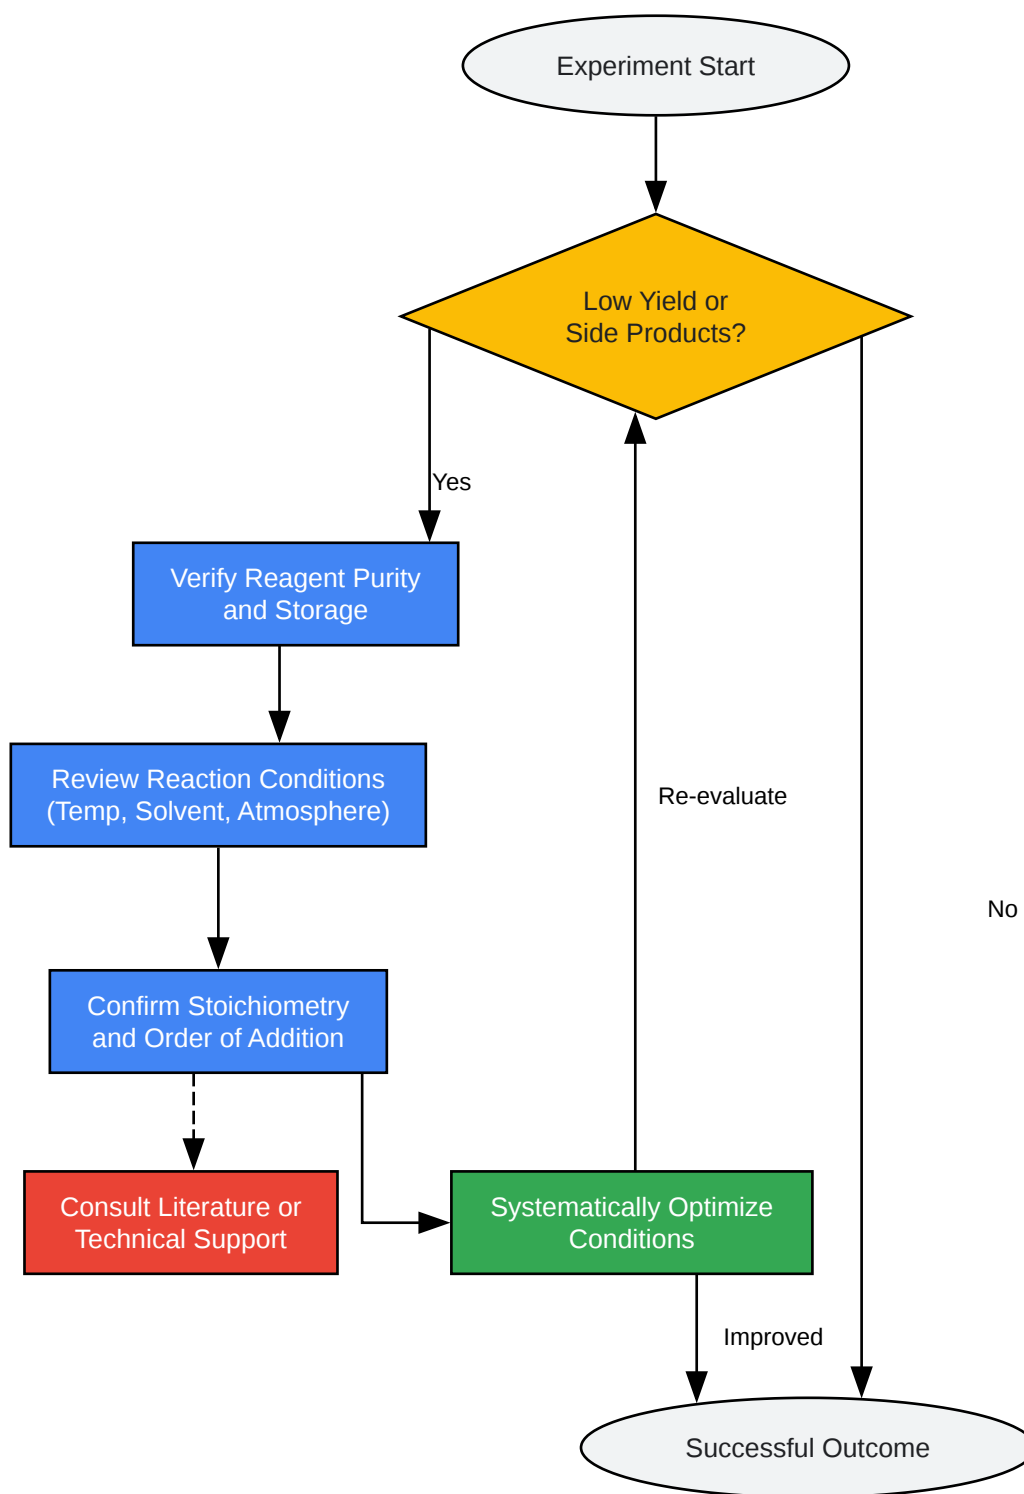 Experiment Start
Low Yield or
Side Products?
Yes
Verify Reagent Purity
and Storage
Review Reaction Conditions
(Temp, Solvent, Atmosphere)
Re-evaluate
No
Confirm Stoichiometry
and Order of Addition
Consult Literature or
Technical Support
Systematically Optimize
Conditions
Improved
Successful Outcome